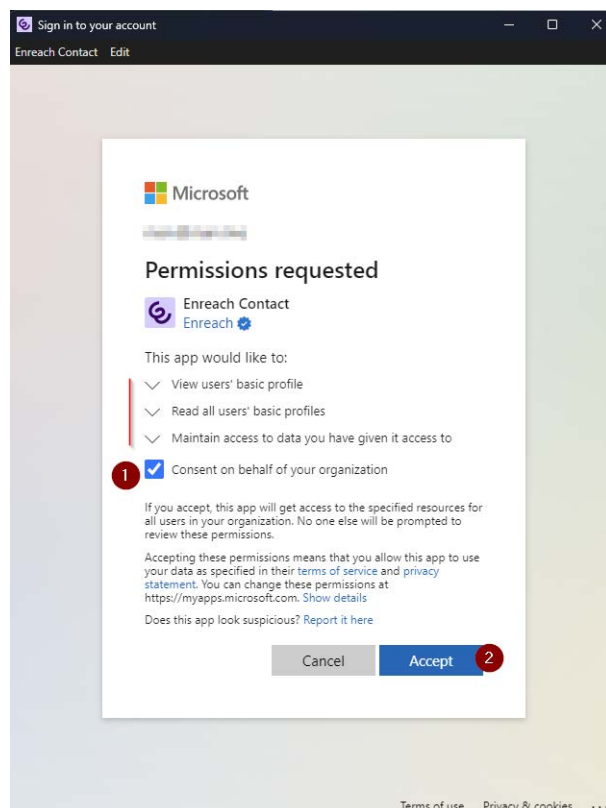 Sign in to your account
Enreach Contact Edit
Microsoft
Permissions requested
Enreach Contact
Enreach
This app would like to:
View users' basic profile
Read all users' basic profiles
Maintain access to data you have given it access to
1
Consent on behalf of your organization
If you accept, this app will get access to the specified resources for
all users in your organization. No one else will be prompted to
review these permissions.
Accepting these permissions means that you allow this app to use
your data as specified in their terms of service and privacy
statement. You can change these permissions at
https://myapps.microsoft.com. Show details
Does this app look suspicious? Report it here
Cancel Accept 2
Terms of use Privacy & cookies ...